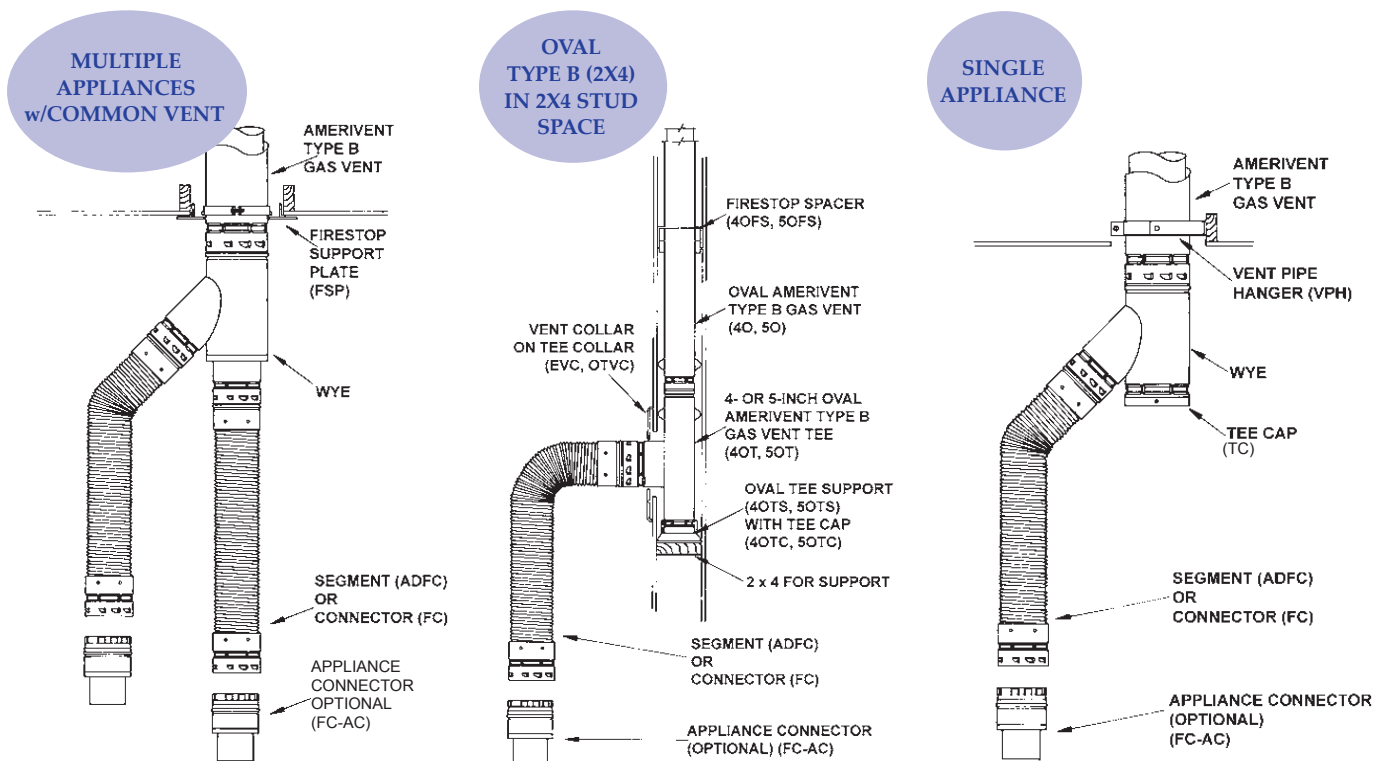 MULTIPLE
APPLIANCES
w/COMMON VENT
AMERIVENT
TYPE B
GAS VENT
FIRESTOP
SUPPORT
PLATE
(FSP)
WYE
SEGMENT (ADFC)
OR
CONNECTOR (FC)
APPLIANCE
CONNECTOR
OPTIONAL
(FC-AC)
OVAL
TYPE B (2X4)
IN 2X4 STUD
SPACE
FIRESTOP SPACER
(4OFS, 5OFS)
OVAL AMERIVENT
TYPE B GAS VENT
(4O, 5O)
VENT COLLAR
ON TEE COLLAR
(EVC, OTVC)
4- OR 5-INCH OVAL
AMERIVENT TYPE B
GAS VENT TEE
(4OT, 5OT)
OVAL TEE SUPPORT
(4OTS, 5OTS)
WITH TEE CAP
(4OTC, 5OTC)
2 x 4 FOR SUPPORT
SEGMENT (ADFC)
OR
CONNECTOR (FC)
APPLIANCE CONNECTOR
(OPTIONAL) (FC-AC)
SINGLE
APPLIANCE
AMERIVENT
TYPE B
GAS VENT
VENT PIPE
HANGER (VPH)
WYE
TEE CAP
(TC)
SEGMENT (ADFC)
OR
CONNECTOR (FC)
APPLIANCE CONNECTOR
(OPTIONAL)
(FC-AC)